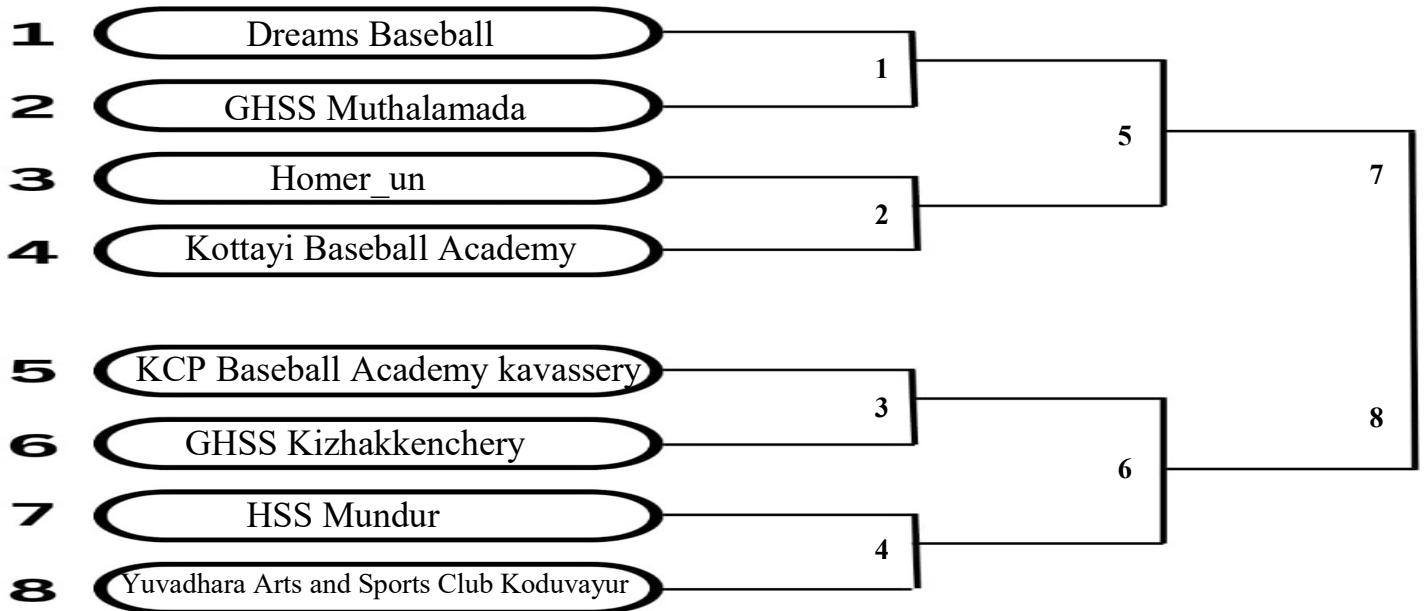 1 Dreams Baseball
1
2 GHSS Muthalamada
5
3 Homer_un
7
2
4 Kottayi Baseball Academy
5 KCP Baseball Academy kavassery
3
8
6 GHSS Kizhakkenchery
6
7 HSS Mundur
4
8 Yuvadhara Arts and Sports Club Koduvayur